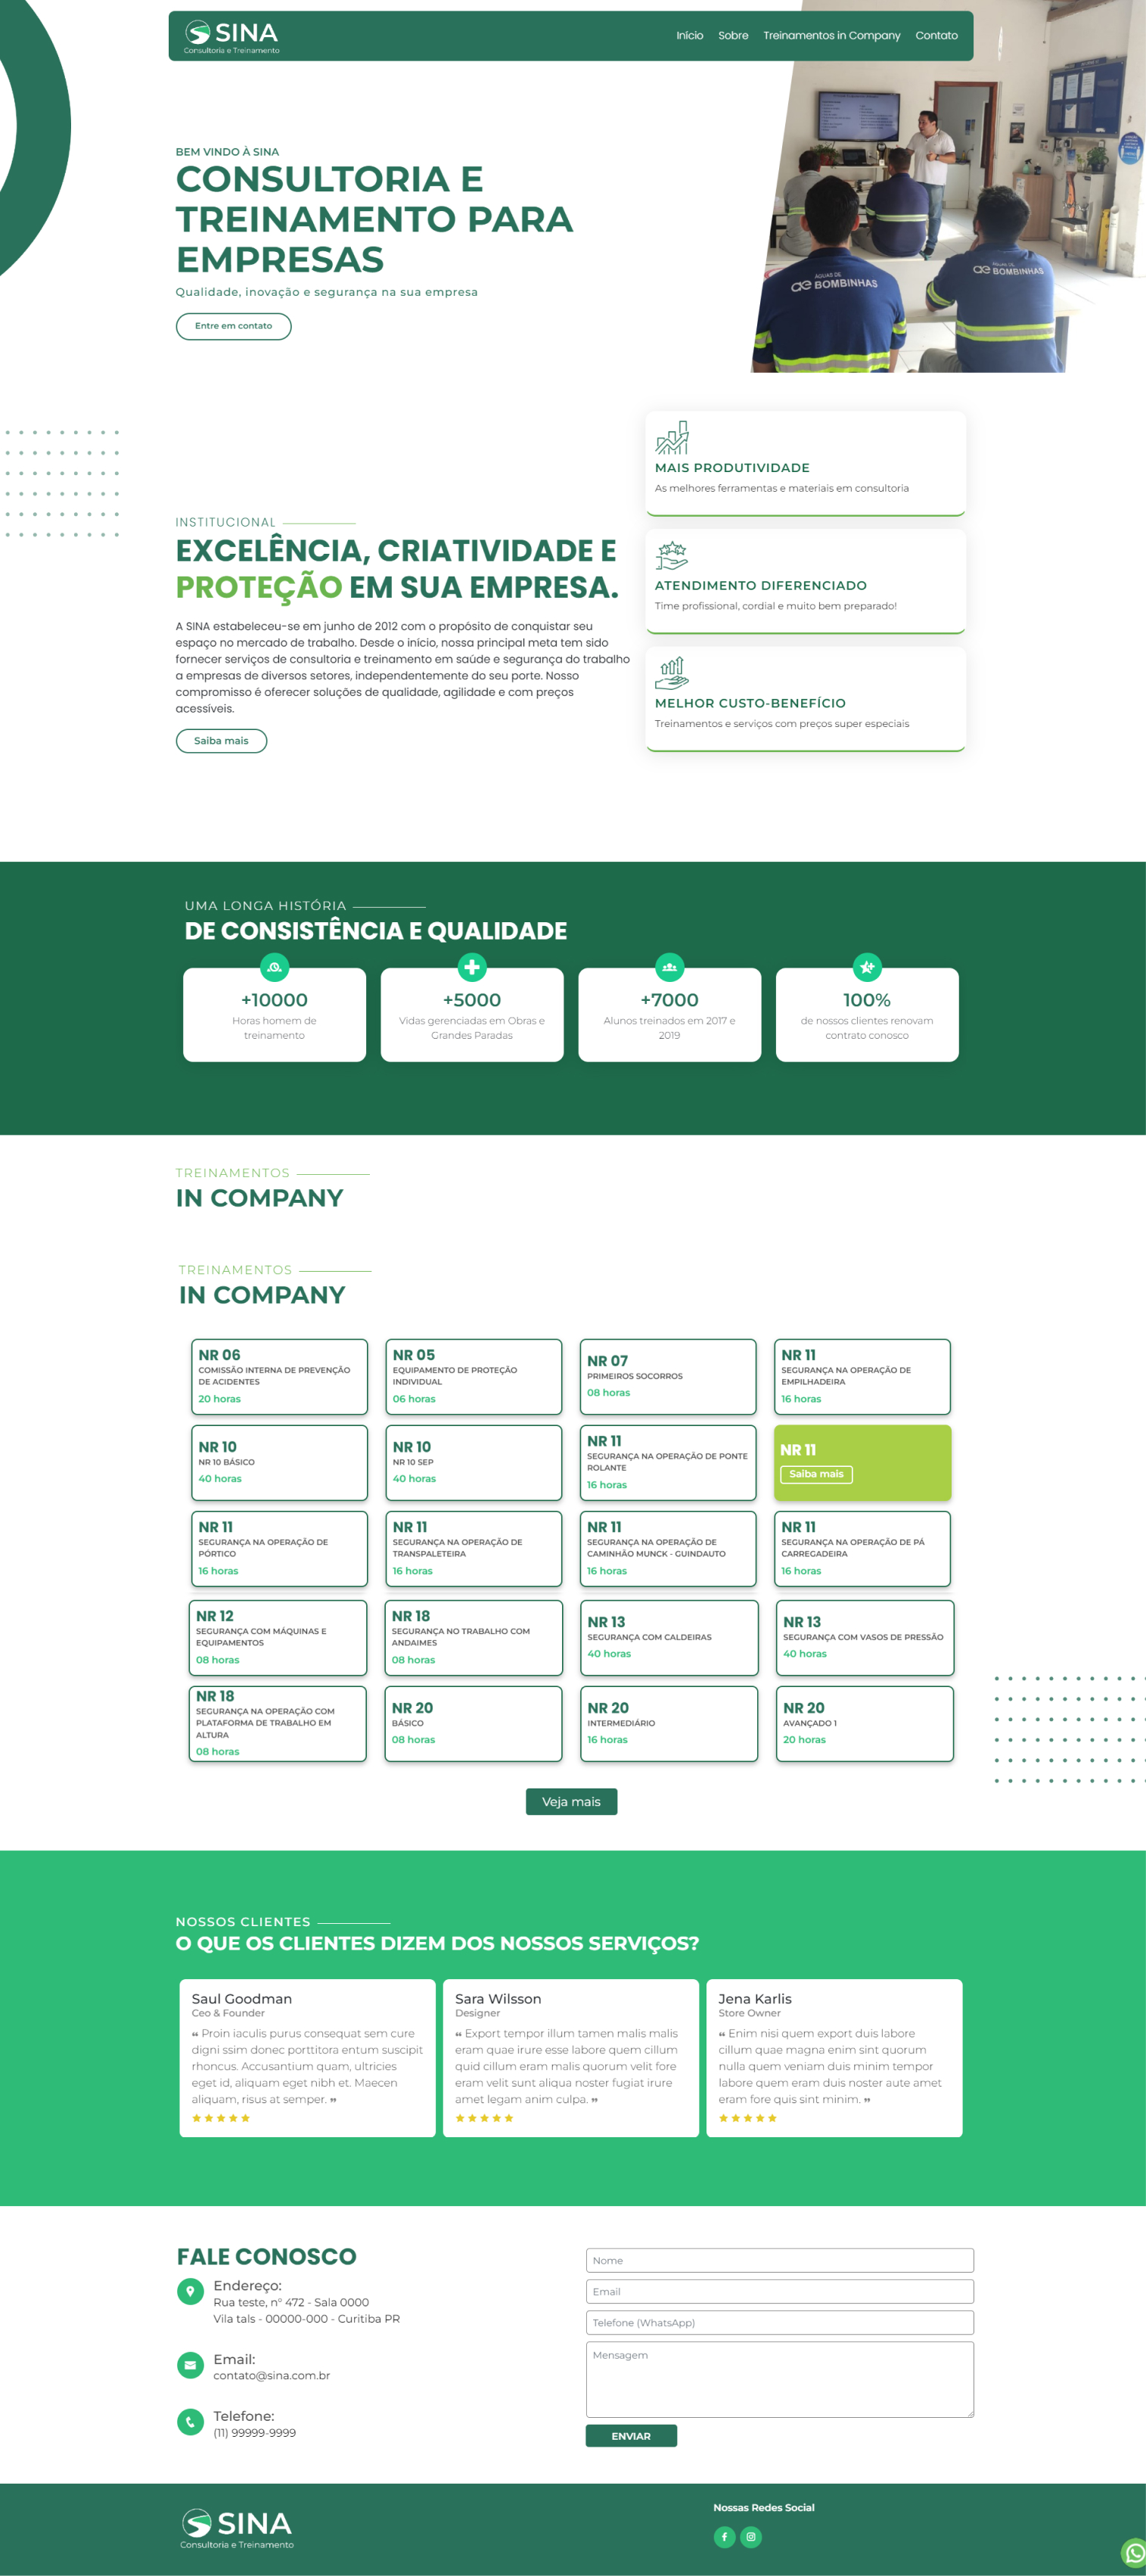 SINA
Consultoria e Treinamento
Início Sobre Treinamentos in Company Contato
BEM VINDO À SINA
CONSULTORIA E
TREINAMENTO PARA
EMPRESAS
Qualidade, inovação e segurança na sua empresa
Entre em contato
ÁGUAS DE
BOMBINHAS
ÁGUAS DE
BOMBINHAS
INSTITUCIONAL
EXCELÊNCIA, CRIATIVIDADE E
PROTEÇÃO EM SUA EMPRESA.
A SINA estabeleceu-se em junho de 2012 com o propósito de conquistar seu
espaço no mercado de trabalho. Desde o início, nossa principal meta tem sido
fornecer serviços de consultoria e treinamento em saúde e segurança do trabalho
a empresas de diversos setores, independentemente do seu porte. Nosso
compromisso é oferecer soluções de qualidade, agilidade e com preços
acessíveis.
Saiba mais
MAIS PRODUTIVIDADE
As melhores ferramentas e materiais em consultoria
ATENDIMENTO DIFERENCIADO
Time profissional, cordial e muito bem preparado!
MELHOR CUSTO-BENEFÍCIO
Treinamentos e serviços com preços super especiais
UMA LONGA HISTÓRIA
DE CONSISTÊNCIA E QUALIDADE
+10000
Horas homem de
treinamento
+5000
Vidas gerenciadas em Obras e
Grandes Paradas
+7000
Alunos treinados em 2017 e
2019
100%
de nossos clientes renovam
contrato conosco
TREINAMENTOS
IN COMPANY
TREINAMENTOS
IN COMPANY
NR 06
COMISSÃO INTERNA DE PREVENÇÃO
DE ACIDENTES
20 horas
NR 05
EQUIPAMENTO DE PROTEÇÃO
INDIVIDUAL
06 horas
NR 07
PRIMEIROS SOCORROS
08 horas
NR 11
SEGURANÇA NA OPERAÇÃO DE
EMPILHADEIRA
16 horas
NR 10
NR 10 BÁSICO
40 horas
NR 10
NR 10 SEP
40 horas
NR 11
SEGURANÇA NA OPERAÇÃO DE PONTE
ROLANTE
16 horas
NR 11
Saiba mais
NR 11
SEGURANÇA NA OPERAÇÃO DE
PÓRTICO
16 horas
NR 11
SEGURANÇA NA OPERAÇÃO DE
TRANSPALETEIRA
16 horas
NR 11
SEGURANÇA NA OPERAÇÃO DE
CAMINHÃO MUNCK - GUINDAUTO
16 horas
NR 11
SEGURANÇA NA OPERAÇÃO DE PÁ
CARREGADEIRA
16 horas
NR 12
SEGURANÇA COM MÁQUINAS E
EQUIPAMENTOS
08 horas
NR 18
SEGURANÇA NO TRABALHO COM
ANDAIMES
08 horas
NR 13
SEGURANÇA COM CALDEIRAS
40 horas
NR 13
SEGURANÇA COM VASOS DE PRESSÃO
40 horas
NR 18
SEGURANÇA NA OPERAÇÃO COM
PLATAFORMA DE TRABALHO EM
ALTURA
08 horas
NR 20
BÁSICO
08 horas
NR 20
INTERMEDIÁRIO
16 horas
NR 20
AVANÇADO 1
20 horas
Veja mais
NOSSOS CLIENTES
O QUE OS CLIENTES DIZEM DOS NOSSOS SERVIÇOS?
Saul Goodman
Ceo & Founder
“ Proin iaculis purus consequat sem cure
digni ssim donec porttitora entum suscipit
rhoncus. Accusantium quam, ultricies
eget id, aliquam eget nibh et. Maecen
aliquam, risus at semper. ”
Sara Wilsson
Designer
“ Export tempor illum tamen malis malis
eram quae irure esse labore quem cillum
quid cillum eram malis quorum velit fore
eram velit sunt aliqua noster fugiat irure
amet legam anim culpa. ”
Jena Karlis
Store Owner
“ Enim nisi quem export duis labore
cillum quae magna enim sint quorum
nulla quem veniam duis minim tempor
labore quem eram duis noster aute amet
eram fore quis sint minim. ”
FALE CONOSCO
Endereço:
Rua teste, nº 472 - Sala 0000
Vila tals - 00000-000 - Curitiba PR
Email:
contato@sina.com.br
Telefone:
(11) 99999-9999
Nome
Email
Telefone (WhatsApp)
Mensagem
ENVIAR
SINA
Consultoria e Treinamento
Nossas Redes Social